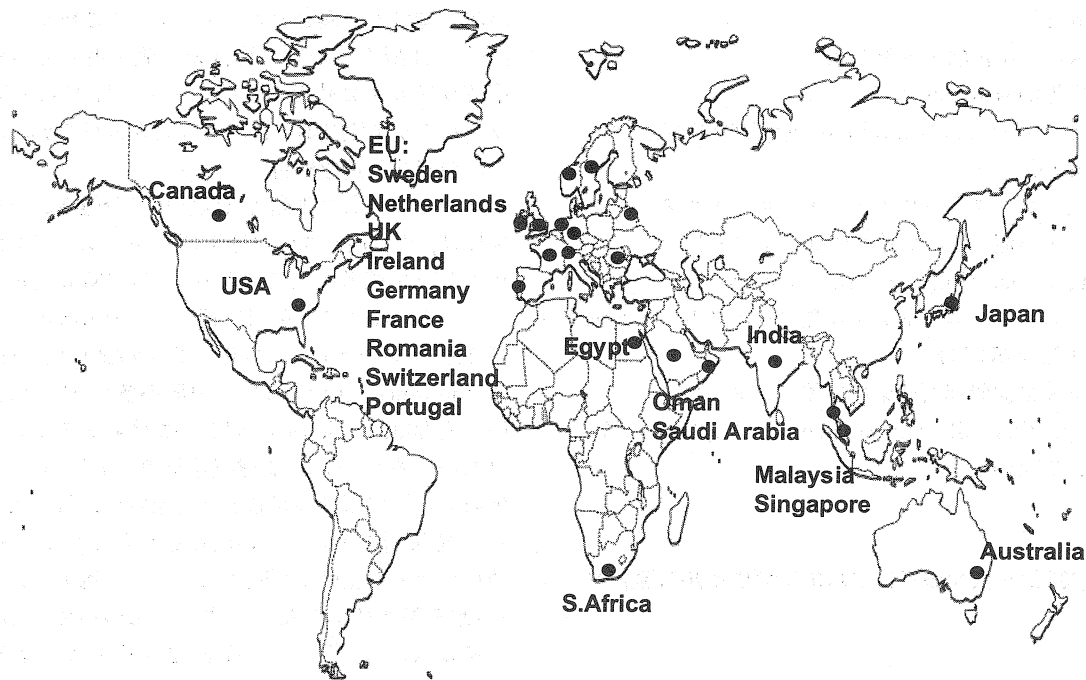 EU:
Sweden
Netherlands
UK
Ireland
Germany
France
Romania
Switzerland
Portugal
Canada
USA
Egypt
India
Japan
Oman
Saudi Arabia
Malaysia
Singapore
Australia
S.Africa